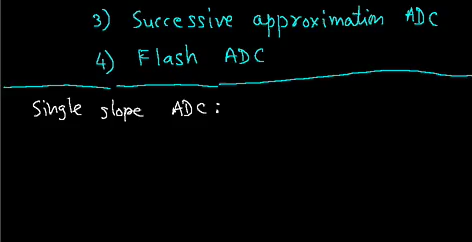 3) Successive approximation ADC
4) Flash ADC
Single slope ADC: